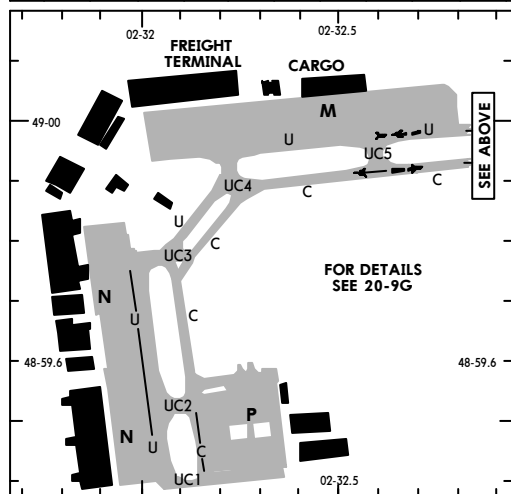 02-32
02-32.5
FREIGHT
TERMINAL
CARGO
M
49-00
U
U
UC5
SEE ABOVE
UC4
C
C
U
C
UC3
FOR DETAILS
SEE 20-9G
N
U
C
48-59.6
48-59.6
UC2
P
N
U
C
UC1
02-32.5